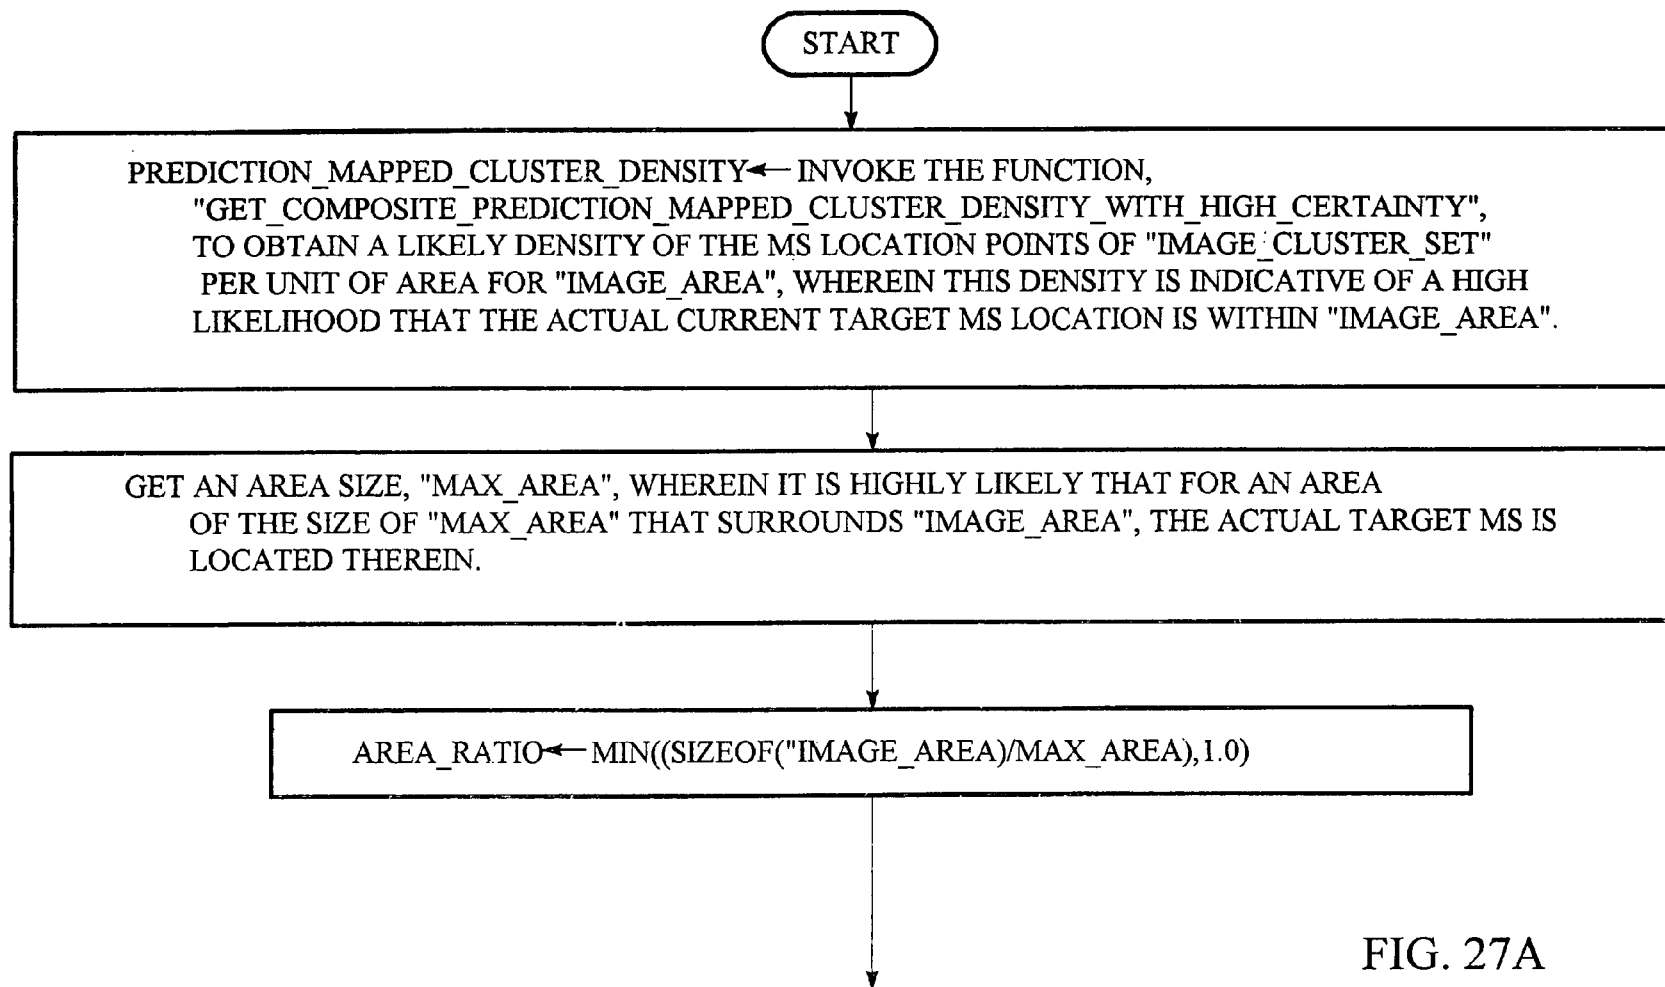 START
PREDICTION_MAPPED_CLUSTER_DENSITY← INVOKE THE FUNCTION,
"GET_COMPOSITE_PREDICTION_MAPPED_CLUSTER_DENSITY_WITH_HIGH_CERTAINTY",
TO OBTAIN A LIKELY DENSITY OF THE MS LOCATION POINTS OF "IMAGE_CLUSTER_SET"
PER UNIT OF AREA FOR "IMAGE_AREA", WHEREIN THIS DENSITY IS INDICATIVE OF A HIGH
LIKELIHOOD THAT THE ACTUAL CURRENT TARGET MS LOCATION IS WITHIN "IMAGE_AREA".
GET AN AREA SIZE, "MAX_AREA", WHEREIN IT IS HIGHLY LIKELY THAT FOR AN AREA
OF THE SIZE OF "MAX_AREA" THAT SURROUNDS "IMAGE_AREA", THE ACTUAL TARGET MS IS
LOCATED THEREIN.
AREA_RATIO← MIN((SIZEOF("IMAGE_AREA)/MAX_AREA),1.0)
FIG. 27A